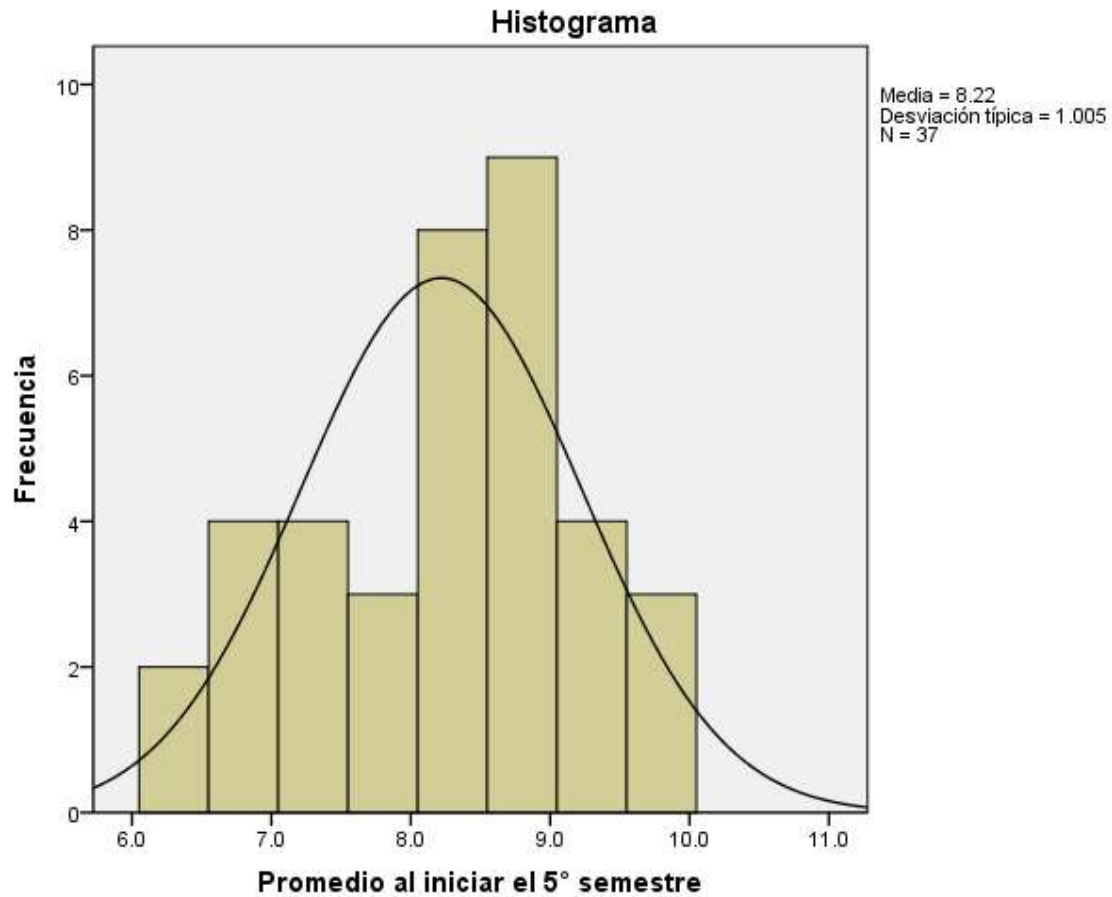 Histograma
Media = 8.22
Desviación típica = 1.005
N = 37
Frecuencia
10
8
6
4
2
0
6.0 7.0 8.0 9.0 10.0 11.0
Promedio al iniciar el 5° semestre